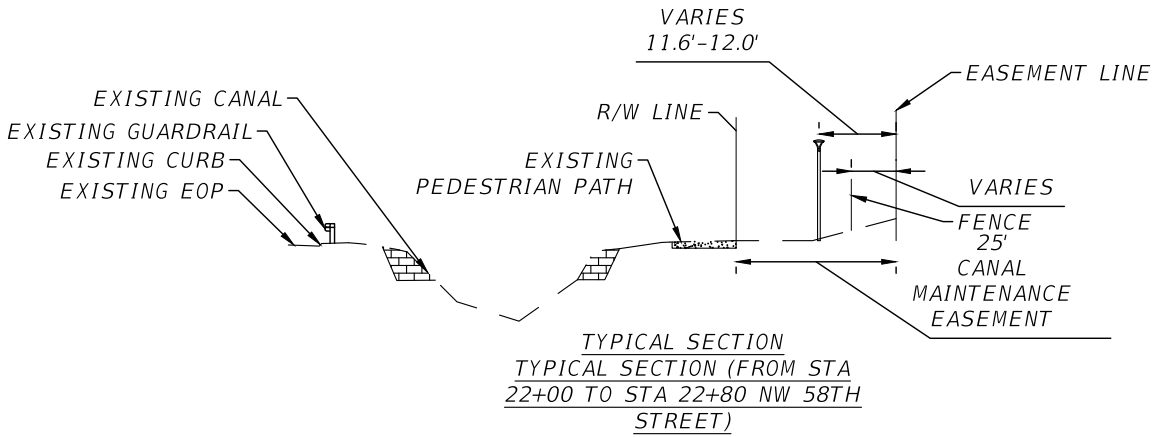 VARIES
11.6'-12.0'
EASEMENT LINE
EXISTING CANAL
R/W LINE
EXISTING GUARDRAIL
EXISTING CURB
EXISTING
PEDESTRIAN PATH
EXISTING EOP
VARIES
FENCE
25'
CANAL
MAINTENANCE
EASEMENT
TYPICAL SECTION
TYPICAL SECTION (FROM STA
22+00 TO STA 22+80 NW 58TH
STREET)